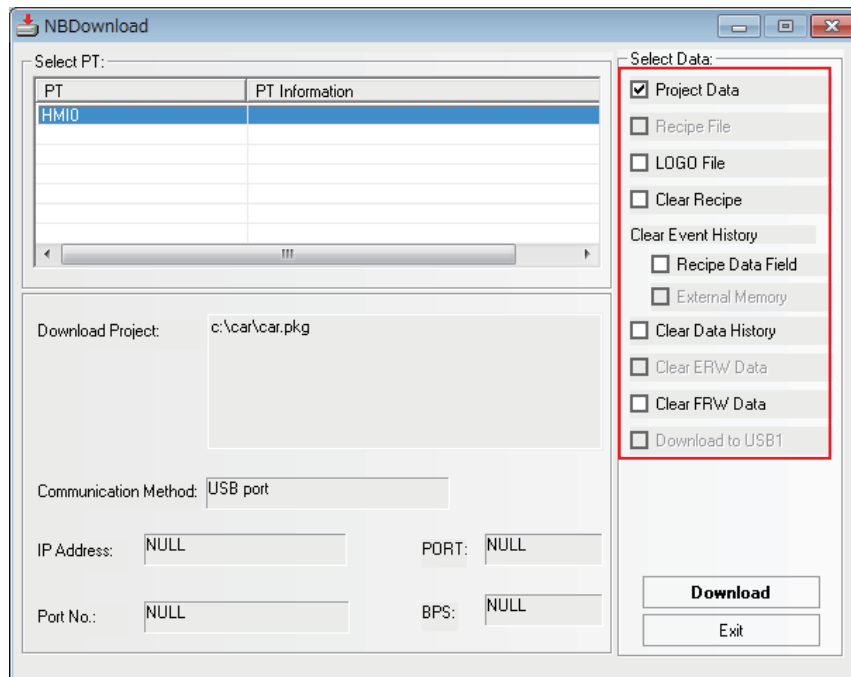 NBDownload
Select PT:
PT PT Information
HMI0
Download Project: c:\car\car.pkg
Communication Method: USB port
IP Address: NULL PORT: NULL
Port No.: NULL BPS: NULL
Select Data:
Project Data
Recipe File
LOGO File
Clear Recipe
Clear Event History
Recipe Data Field
External Memory
Clear Data History
Clear ERW Data
Clear FRW Data
Download to USB1
Download
Exit